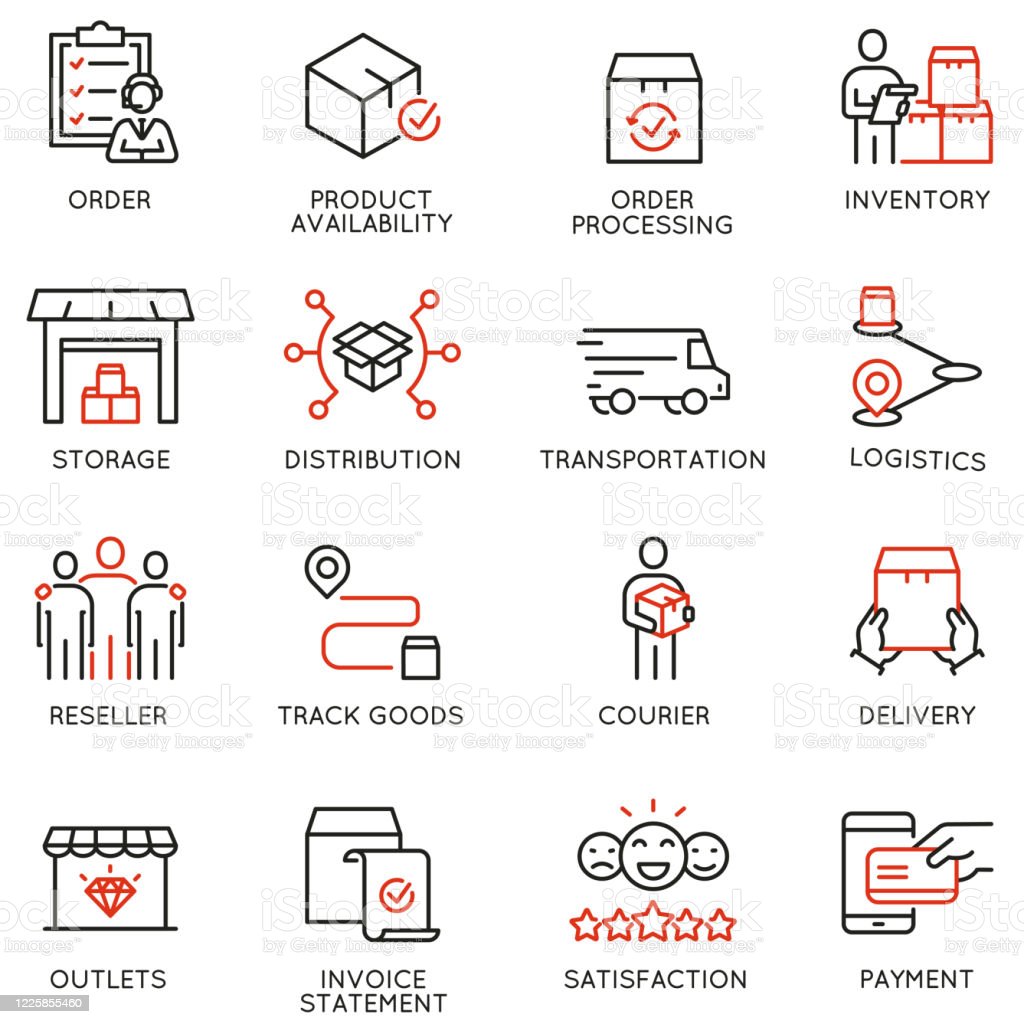 ORDER
PRODUCT
AVAILABILITY
ORDER
PROCESSING
INVENTORY
STORAGE
DISTRIBUTION
TRANSPORTATION
LOGISTICS
RESELLER
TRACK GOODS
COURIER
DELIVERY
OUTLETS
INVOICE
STATEMENT
SATISFACTION
PAYMENT
iStock
by Getty Images™
1225855460